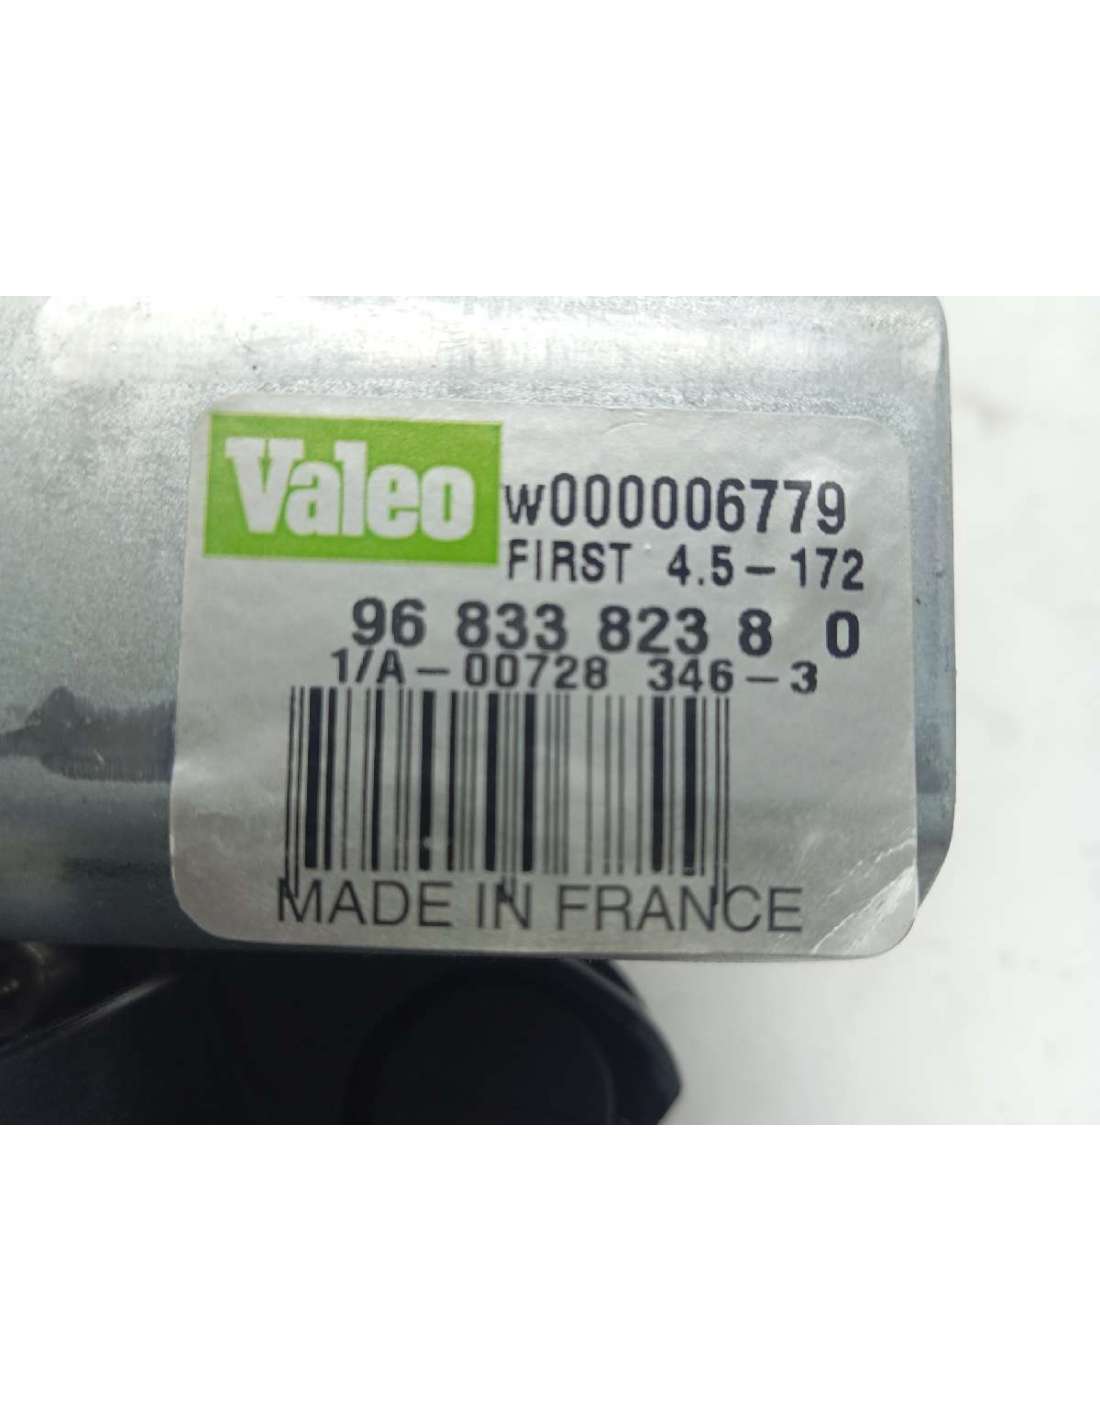 Valeo
w000006779
FIRST 4.5-172
96 833 823 8 0
1/A-00728 346-3
MADE IN FRANCE